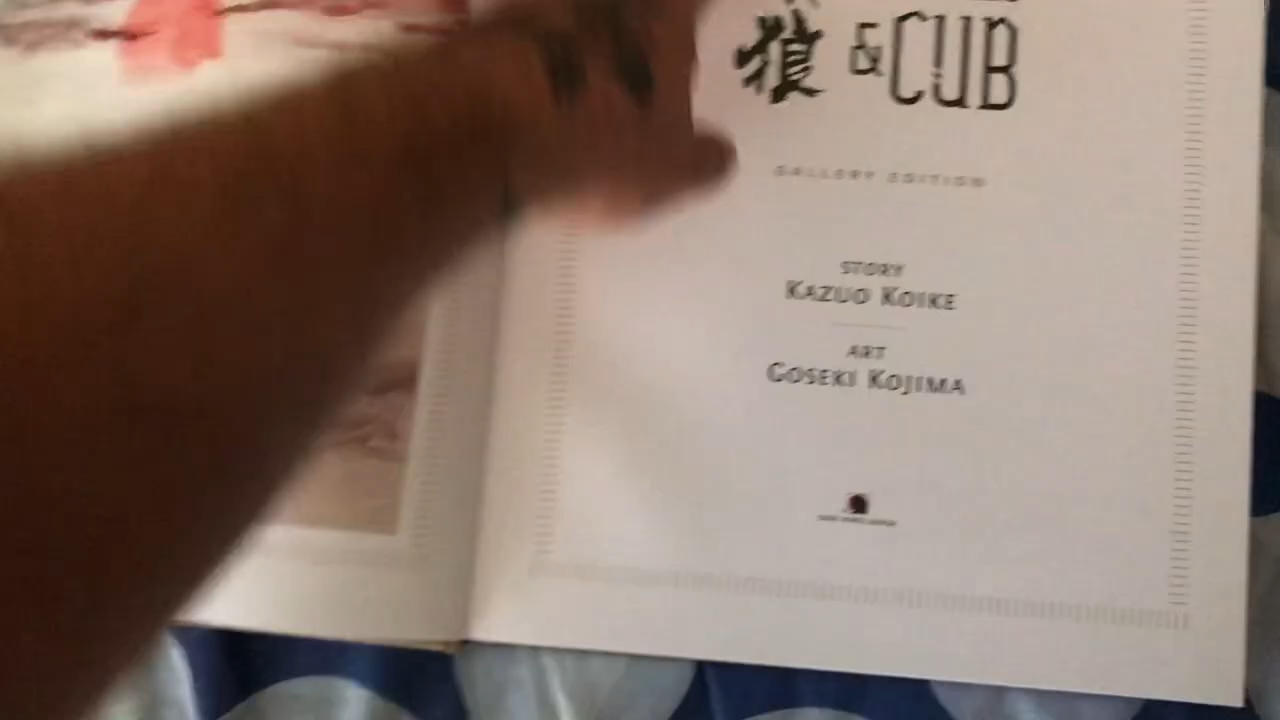 狼 & CUB
GALLERY EDITION
STORY
KAZUO KOIKE
ART
GOSEKI KOJIMA